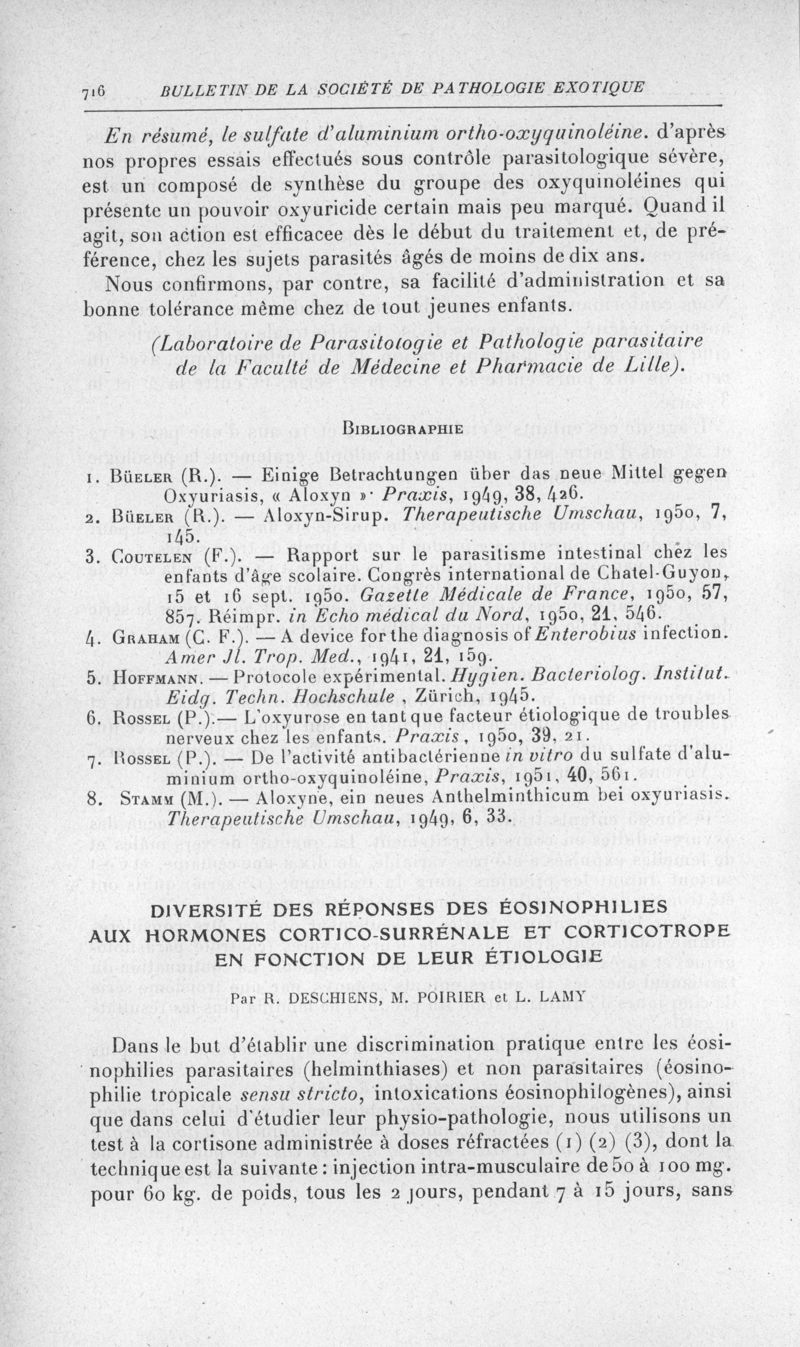 716 BULLETIN DE LA SOCIÉTÉ DE PATHOLOGIE EXOTIQUE
En résumé, le sulfate d'aluminium ortho-oxyquinoléine. d'après
nos propres essais effectués sous contrôle parasitologique sévère,
est un composé de synthèse du groupe des oxyquinoléines qui
présente un pouvoir oxyuricide certain mais peu marqué. Quand il
agit, son action est efficacee dès le début du traitement et, de pré-
férence, chez les sujets parasités âgés de moins de dix ans.
Nous confirmons, par contre, sa facilité d'administration et sa
bonne tolérance même chez de tout jeunes enfants.
(Laboratoire de Parasitologie et Pathologie parasitaire
de la Faculté de Médecine et Pharmacie de Lille).
BIBLIOGRAPHIE
1. BÜELER (R.). — Einige Betrachtungen über das neue Mittel gegen
Oxyuriasis, « Aloxyn ». Praxis, 1949, 38, 426.
2. BÜELER (R.). — Aloxyn-Sirup. Therapeutische Umschau, 1950, 7,
145.
3. COUTELEN (F.). — Rapport sur le parasitisme intestinal chez les
enfants d'âge scolaire. Congrès international de Chatel-Guyon,
15 et 16 sept. 1950. Gazette Médicale de France, 1950, 57,
857. Réimpr. in Echo médical du Nord, 1950, 21, 546.
4. GRAHAM (C. F.). — A device for the diagnosis of Enterobius infection.
Amer Jl. Trop. Med., 1941, 21, 159.
5. HOFFMANN. — Protocole expérimental. Hygien. Bacteriolog. Institut.
Eidg. Techn. Hochschule , Zürich, 1945.
6. ROSSEL (P.).— L'oxyurose en tant que facteur étiologique de troubles
nerveux chez les enfants. Praxis, 1950, 39, 21.
7. ROSSEL (P.). — De l'activité antibactérienne in vitro du sulfate d'alu-
minium ortho-oxyquinoléine, Praxis, 1951, 40, 561.
8. STAMM (M.). — Aloxyne, ein neues Anthelminthicum bei oxyuriasis.
Therapeutische Umschau, 1949, 6, 33.
DIVERSITÉ DES RÉPONSES DES ÉOSINOPHILIES
AUX HORMONES CORTICO-SURRÉNALE ET CORTICOTROPE
EN FONCTION DE LEUR ÉTIOLOGIE
Par R. DESCHIENS, M. POIRIER et L. LAMY
Dans le but d'établir une discrimination pratique entre les éosi-
nophilies parasitaires (helminthiases) et non parasitaires (éosino-
philie tropicale sensu stricto, intoxications éosinophilogènes), ainsi
que dans celui d'étudier leur physio-pathologie, nous utilisons un
test à la cortisone administrée à doses réfractées (1) (2) (3), dont la
technique est la suivante : injection intra-musculaire de 50 à 100 mg.
pour 60 kg. de poids, tous les 2 jours, pendant 7 à 15 jours, sans